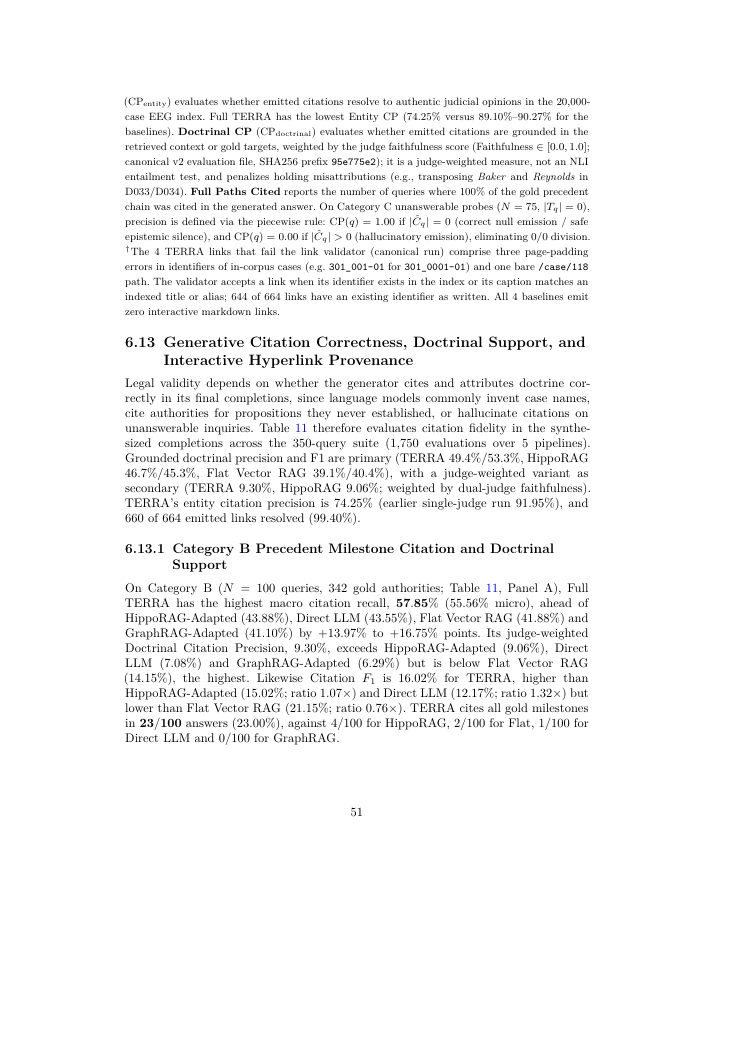 (CPentity) evaluates whether emitted citations resolve to authentic judicial opinions in the 20,000-
case EEG index. Full TERRA has the lowest Entity CP (74.25% versus 89.10%–90.27% for the
baselines). Doctrinal CP (CPdoctrinal) evaluates whether emitted citations are grounded in the
retrieved context or gold targets, weighted by the judge faithfulness score (Faithfulness ∈ [0.0, 1.0];
canonical v2 evaluation file, SHA256 prefix 95e775e2); it is a judge-weighted measure, not an NLI
entailment test, and penalizes holding misattributions (e.g., transposing Baker and Reynolds in
D033/D034). Full Paths Cited reports the number of queries where 100% of the gold precedent
chain was cited in the generated answer. On Category C unanswerable probes (N = 75, |Tq| = 0),
precision is defined via the piecewise rule: CP(q) = 1.00 if |Ĉq| = 0 (correct null emission / safe
epistemic silence), and CP(q) = 0.00 if |Ĉq| > 0 (hallucinatory emission), eliminating 0/0 division.
†The 4 TERRA links that fail the link validator (canonical run) comprise three page-padding
errors in identifiers of in-corpus cases (e.g. 301_001-01 for 301_0001-01) and one bare /case/118
path. The validator accepts a link when its identifier exists in the index or its caption matches an
indexed title or alias; 644 of 664 links have an existing identifier as written. All 4 baselines emit
zero interactive markdown links.
6.13 Generative Citation Correctness, Doctrinal Support, and
Interactive Hyperlink Provenance
Legal validity depends on whether the generator cites and attributes doctrine cor-
rectly in its final completions, since language models commonly invent case names,
cite authorities for propositions they never established, or hallucinate citations on
unanswerable inquiries. Table 11 therefore evaluates citation fidelity in the synthe-
sized completions across the 350-query suite (1,750 evaluations over 5 pipelines).
Grounded doctrinal precision and F1 are primary (TERRA 49.4%/53.3%, HippoRAG
46.7%/45.3%, Flat Vector RAG 39.1%/40.4%), with a judge-weighted variant as
secondary (TERRA 9.30%, HippoRAG 9.06%; weighted by dual-judge faithfulness).
TERRA's entity citation precision is 74.25% (earlier single-judge run 91.95%), and
660 of 664 emitted links resolved (99.40%).
6.13.1 Category B Precedent Milestone Citation and Doctrinal
Support
On Category B (N = 100 queries, 342 gold authorities; Table 11, Panel A), Full
TERRA has the highest macro citation recall, 57.85% (55.56% micro), ahead of
HippoRAG-Adapted (43.88%), Direct LLM (43.55%), Flat Vector RAG (41.88%) and
GraphRAG-Adapted (41.10%) by +13.97% to +16.75% points. Its judge-weighted
Doctrinal Citation Precision, 9.30%, exceeds HippoRAG-Adapted (9.06%), Direct
LLM (7.08%) and GraphRAG-Adapted (6.29%) but is below Flat Vector RAG
(14.15%), the highest. Likewise Citation F1 is 16.02% for TERRA, higher than
HippoRAG-Adapted (15.02%; ratio 1.07×) and Direct LLM (12.17%; ratio 1.32×) but
lower than Flat Vector RAG (21.15%; ratio 0.76×). TERRA cites all gold milestones
in 23/100 answers (23.00%), against 4/100 for HippoRAG, 2/100 for Flat, 1/100 for
Direct LLM and 0/100 for GraphRAG.
51